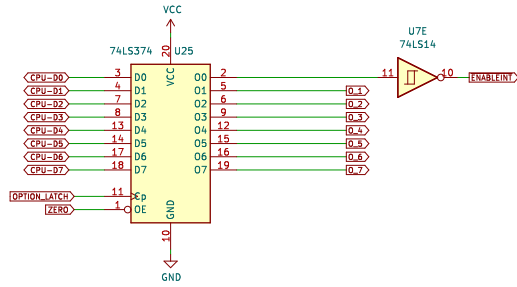 VCC
U7E
74LS14
74LS374 U25
20
VCC
CPU-D0 3 D0 O0 2 11 10 ENABLEINT
CPU-D1 4 D1 O1 5 O_1
CPU-D2 7 D2 O2 6 O_2
CPU-D3 8 D3 O3 9 O_3
CPU-D4 13 D4 O4 12 O_4
CPU-D5 14 D5 O5 15 O_5
CPU-D6 17 D6 O6 16 O_6
CPU-D7 18 D7 O7 19 O_7
OPTION_LATCH 11 Cp
ZERO 1 OE
GND
10
GND